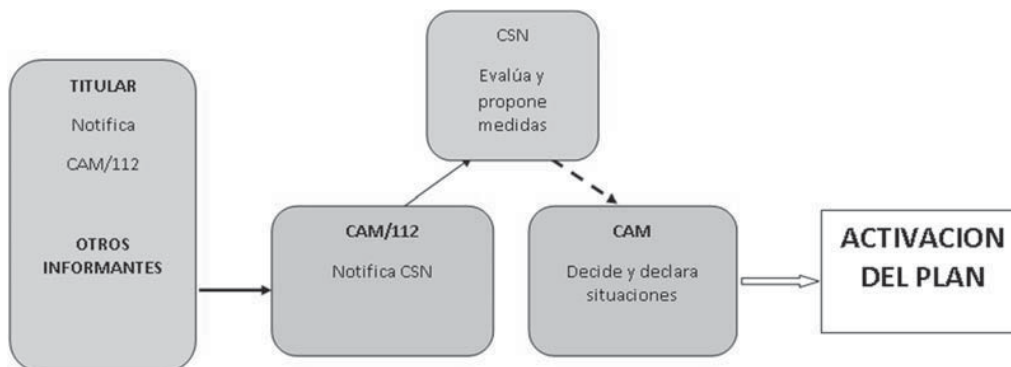 TITULAR
Notifica
CAM/112
OTROS
INFORMANTES
CAM/112
Notifica CSN
CSN
Evalúa y
propone
medidas
CAM
Decide y declara
situaciones
ACTIVACION
DEL PLAN